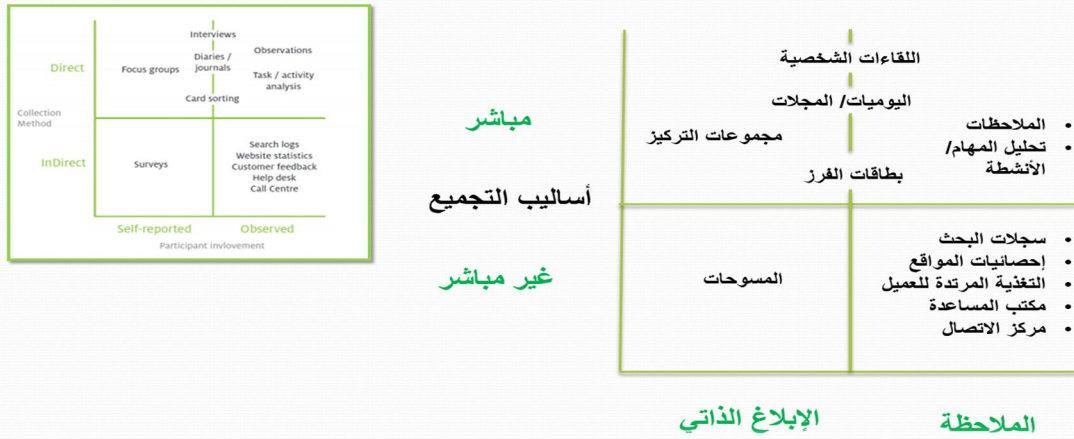 Interviews
Observations
Direct
Focus groups
Diaries /
journals
Task / activity
analysis
Card sorting
Collection
Method
InDirect
Surveys
Search logs
Website statistics
Customer feedback
Help desk
Call Centre
Self-reported
Observed
Participant invlovement
اللقاءات الشخصية
اليوميات/ المجلات
مباشر
مجموعات التركيز
• الملاحظات
• تحليل المهام/
الأنشطة
بطاقات الفرز
أساليب التجميع
غير مباشر
المسوحات
• سجلات البحث
• إحصائيات المواقع
• التغذية المرتدة للعميل
• مكتب المساعدة
• مركز الاتصال
الإبلاغ الذاتي
الملاحظة